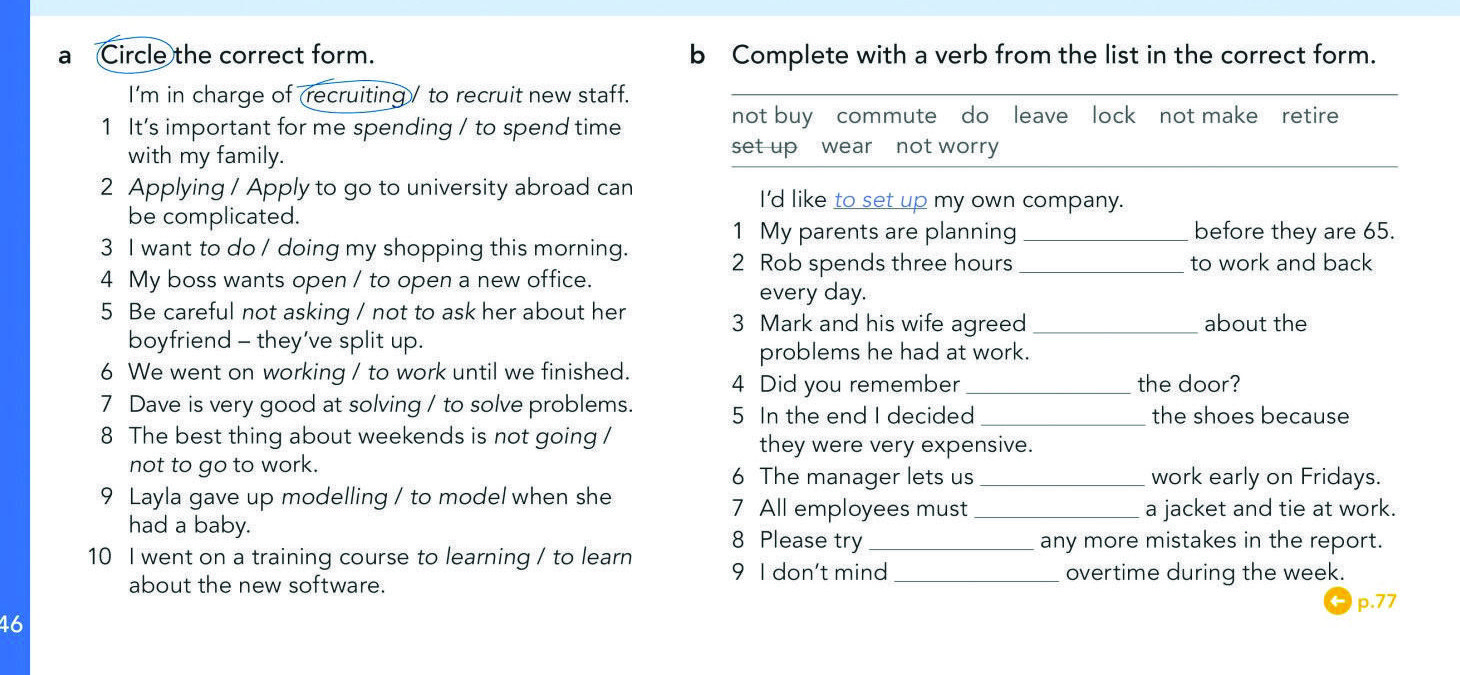 a Circle the correct form.
I'm in charge of recruiting / to recruit new staff.
1 It's important for me spending / to spend time
with my family.
2 Applying / Apply to go to university abroad can
be complicated.
3 I want to do / doing my shopping this morning.
4 My boss wants open / to open a new office.
5 Be careful not asking / not to ask her about her
boyfriend – they've split up.
6 We went on working / to work until we finished.
7 Dave is very good at solving / to solve problems.
8 The best thing about weekends is not going /
not to go to work.
9 Layla gave up modelling / to model when she
had a baby.
10 I went on a training course to learning / to learn
about the new software.
46
b Complete with a verb from the list in the correct form.
not buy commute do leave lock not make retire
set up wear not worry
I'd like to set up my own company.
1 My parents are planning ______________ before they are 65.
2 Rob spends three hours ______________ to work and back
every day.
3 Mark and his wife agreed ______________ about the
problems he had at work.
4 Did you remember ______________ the door?
5 In the end I decided ______________ the shoes because
they were very expensive.
6 The manager lets us ______________ work early on Fridays.
7 All employees must ______________ a jacket and tie at work.
8 Please try ______________ any more mistakes in the report.
9 I don't mind ______________ overtime during the week.
p.77